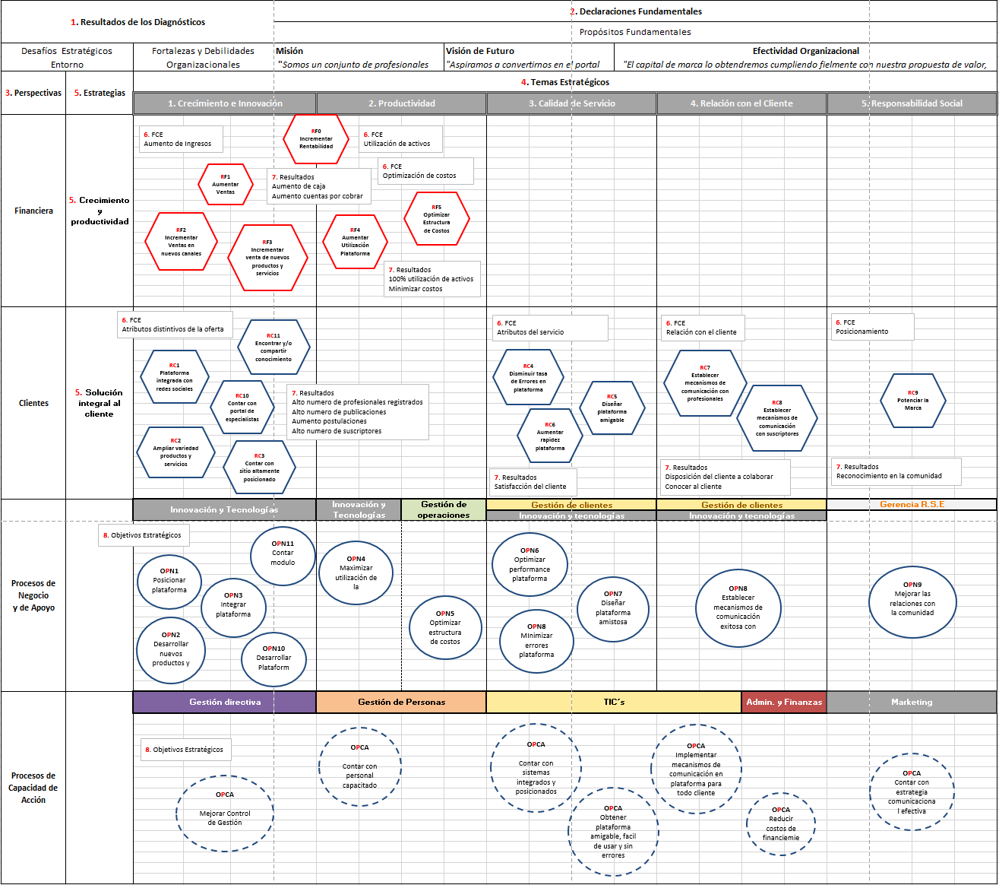 1. Resultados de los Diagnósticos
2. Declaraciones Fundamentales
Propósitos Fundamentales
Desafíos Estratégicos
Entorno
Fortalezas y Debilidades
Organizacionales
Misión
"Somos un conjunto de profesionales
Visión de Futuro
"Aspiramos a convertirnos en el portal
Efectividad Organizacional
"El capital de marca lo obtendremos cumpliendo fielmente con nuestra propuesta de valor,
3. Perspectivas
5. Estrategias
4. Temas Estratégicos
1. Crecimiento e Innovación
2. Productividad
3. Calidad de Servicio
4. Relación con el Cliente
5. Responsabilidad Social
Financiera
5. Crecimiento
y
productividad
6. FCE
Aumento de Ingresos
RF0
Incrementar
Rentabilidad
6. FCE
Utilización de activos
6. FCE
Optimización de costos
RF1
Aumentar
Ventas
7. Resultados
Aumento de caja
Aumento cuentas por cobrar
RF2
Incrementar
Ventas en
nuevos canales
RF3
Incrementar
venta de nuevos
productos y
servicios
RF4
Aumentar
Utilización
Plataforma
RF5
Optimizar
Estructura
de Costos
7. Resultados
100% utilización de activos
Minimizar costos
Clientes
5. Solución
integral al
cliente
6. FCE
Atributos distintivos de la oferta
RC11
Encontrar y/o
compartir
conocimiento
RC1
Plataforma
integrada con
redes sociales
RC10
Contar con
portal de
especialistas
RC2
Ampliar variedad
productos y
servicios
RC3
Contar con
sitio altamente
posicionado
7. Resultados
Alto numero de profesionales registrados
Alto numero de publicaciones
Aumento postulaciones
Alto numero de suscriptores
6. FCE
Atributos del servicio
RC4
Disminuir tasa
de Errores en
plataforma
RC5
Diseñar
plataforma
amigable
RC6
Aumentar
rapidez
plataforma
7. Resultados
Satisfacción del cliente
6. FCE
Relación con el cliente
RC7
Establecer
mecanismos de
comunicación con
profesionales
RC8
Establecer
mecanismos de
comunicación
con suscriptores
7. Resultados
Disposición del cliente a colaborar
Conocer al cliente
6. FCE
Posicionamiento
RC9
Potenciar la
Marca
7. Resultados
Reconocimiento en la comunidad
Innovación y Tecnologías
Innovación y
Tecnologías
Gestión de
operaciones
Gestión de clientes
Innovación y tecnologías
Gestión de clientes
Innovación y tecnologías
Gerencia R.S.E
Procesos de
Negocio
y de Apoyo
8. Objetivos Estratégicos
OPN11
Contar
modulo
OPN1
Posicionar
plataforma
OPN3
Integrar
plataforma
OPN2
Desarrollar
nuevos
productos y
OPN10
Desarrollar
Plataform
OPN4
Maximizar
utilización de
la
OPN5
Optimizar
estructura
de costos
OPN6
Optimizar
performance
plataforma
OPN7
Diseñar
plataforma
amistosa
OPN8
MInimizar
errores
plataforma
OPN8
Establecer
mecanismos de
comunicación
exitosa con
OPN9
Mejorar las
relaciones con
la comunidad
Gestión directiva
Gestión de Personas
TIC´s
Admin. y Finanzas
Marketing
Procesos de
Capacidad de
Acción
8. Objetivos Estratégicos
OPCA
Mejorar Control
de Gestión
OPCA
Contar con
personal
capacitado
OPCA
Contar con
sistemas
integrados y
posicionados
OPCA
Obtener
plataforma
amigable, facil
de usar y sin
errores
OPCA
Implementar
mecanismos de
comunicación en
plataforma para
todo cliente
OPCA
Reducir
costos de
financiemie
OPCA
Contar con
estrategia
comunicaciona
l efectiva